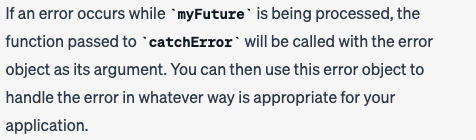 If an error occurs while `myFuture` is being processed, the
function passed to `catchError` will be called with the error
object as its argument. You can then use this error object to
handle the error in whatever way is appropriate for your
application.